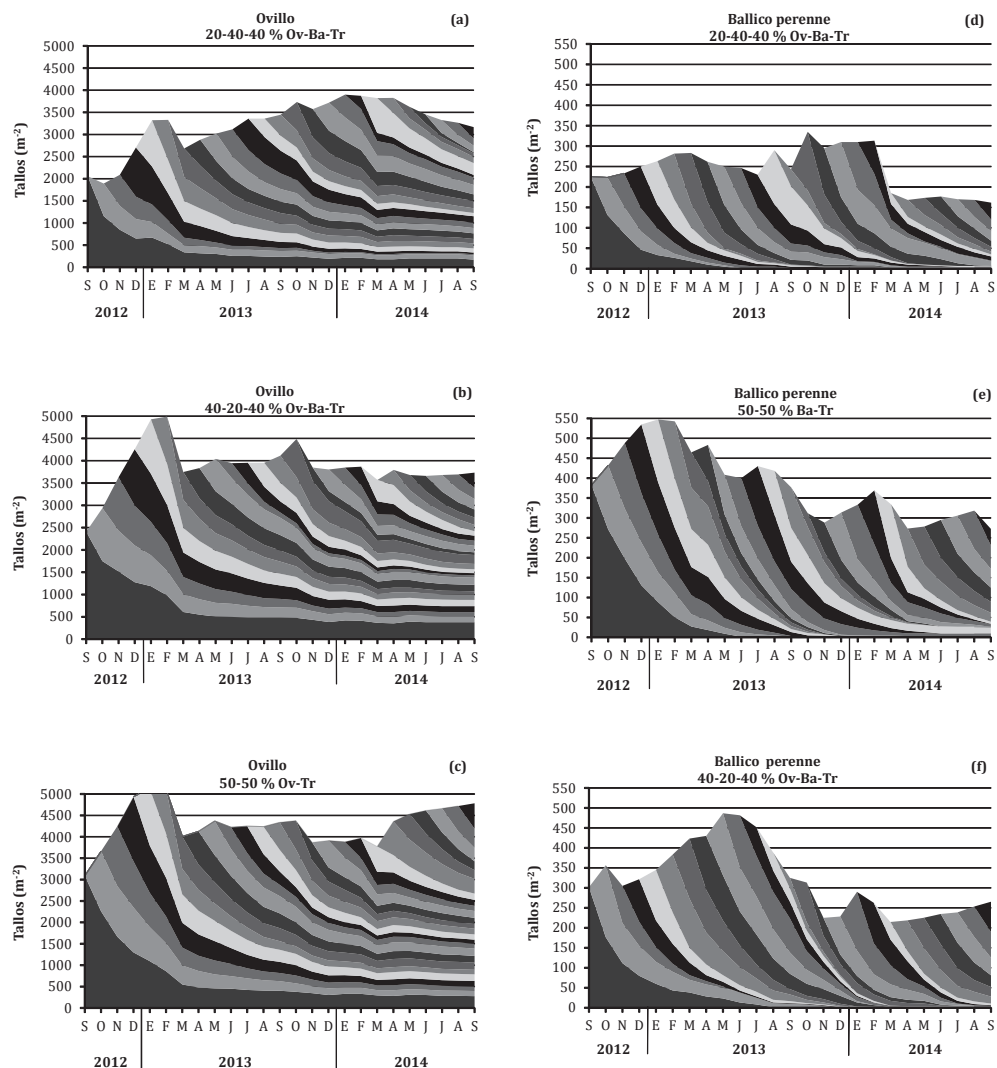 Ovillo (a)
20-40-40 % Ov-Ba-Tr
5000
4500
4000
3500
3000
2500
2000
1500
1000
500
0
Tallos (m-2)
S O N D E F M A M J J A S O N D E F M A M J J A S
2012 2013 2014
Ballico perenne (d)
20-40-40 % Ov-Ba-Tr
550
500
450
400
350
300
250
200
150
100
50
0
Tallos (m-2)
S O N D E F M A M J J A S O N D E F M A M J J A S
2012 2013 2014
Ovillo (b)
40-20-40 % Ov-Ba-Tr
5000
4500
4000
3500
3000
2500
2000
1500
1000
500
0
Tallos (m-2)
S O N D E F M A M J J A S O N D E F M A M J J A S
2012 2013 2014
Ballico perenne (e)
50-50 % Ba-Tr
550
500
450
400
350
300
250
200
150
100
50
0
Tallos (m-2)
S O N D E F M A M J J A S O N D E F M A M J J A S
2012 2013 2014
Ovillo (c)
50-50 % Ov-Tr
5000
4500
4000
3500
3000
2500
2000
1500
1000
500
0
Tallos (m-2)
S O N D E F M A M J J A S O N D E F M A M J J A S
2012 2013 2014
Ballico perenne (f)
40-20-40 % Ov-Ba-Tr
550
500
450
400
350
300
250
200
150
100
50
0
Tallos (m-2)
S O N D E F M A M J J A S O N D E F M A M J J A S
2012 2013 2014